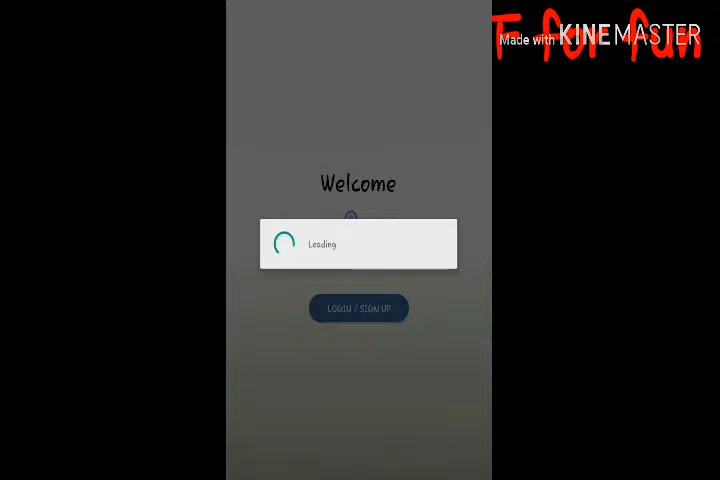 T for fun
Made with KINEMASTER
Welcome
Loading
LOGIN / SIGN UP